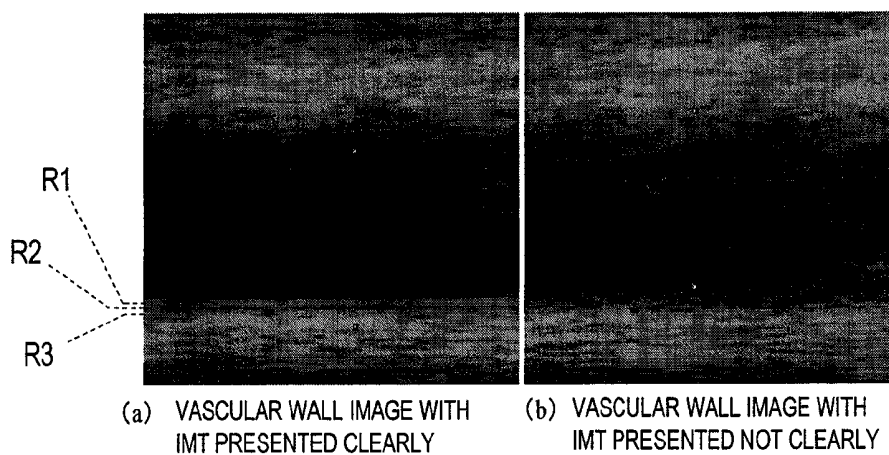 R1
R2
R3
(a) VASCULAR WALL IMAGE WITH
IMT PRESENTED CLEARLY
(b) VASCULAR WALL IMAGE WITH
IMT PRESENTED NOT CLEARLY